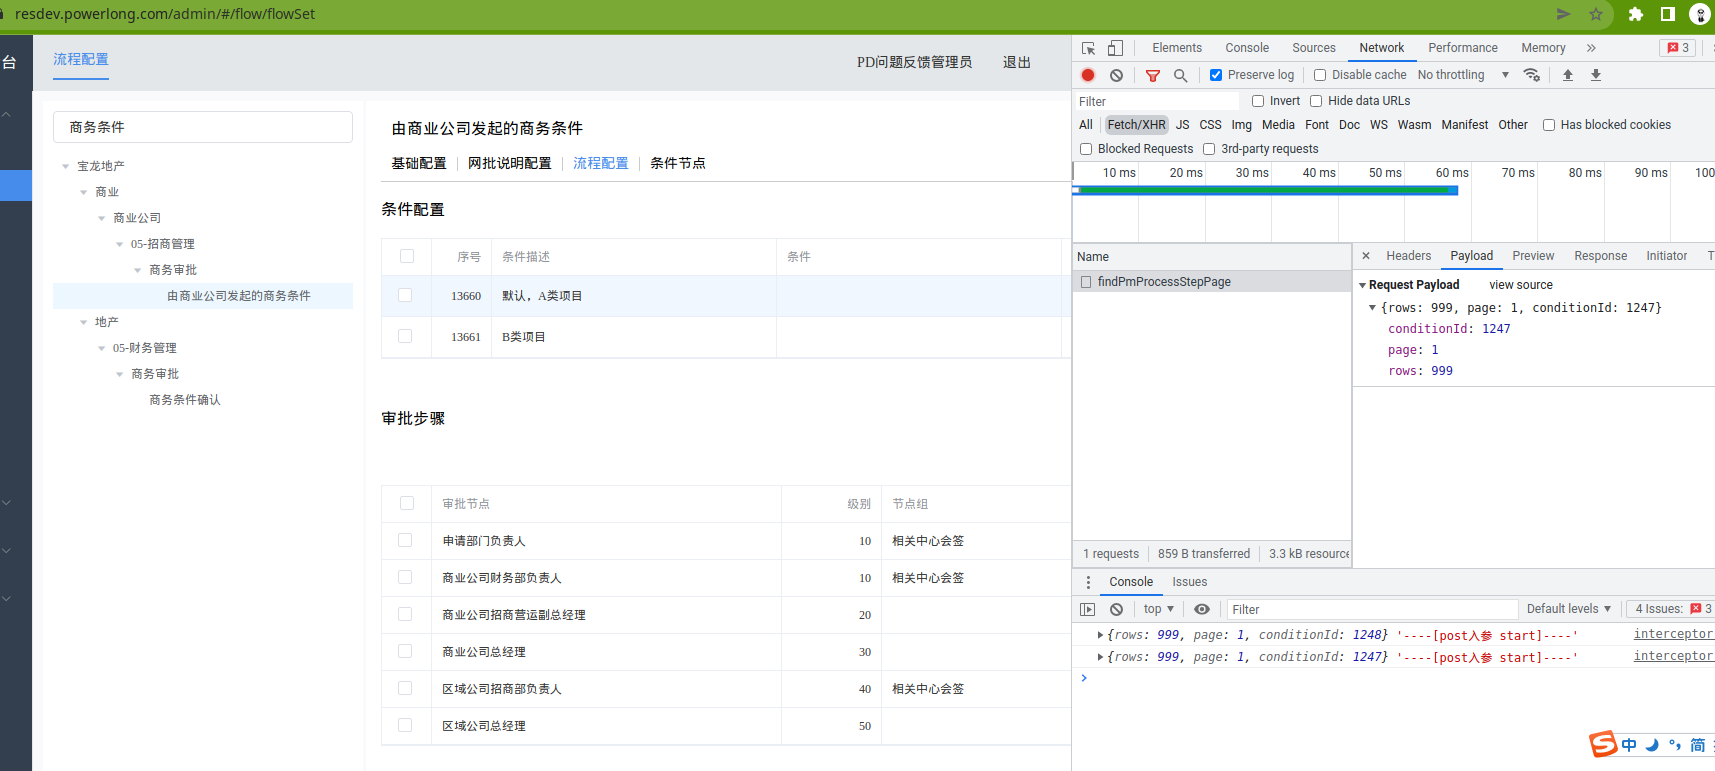 resdev.powerlong.com/admin/#/flow/flowSet
台
流程配置
PD问题反馈管理员
退出
商务条件
宝龙地产
商业
商业公司
05-招商管理
商务审批
由商业公司发起的商务条件
地产
05-财务管理
商务审批
商务条件确认
由商业公司发起的商务条件
基础配置 网批说明配置 流程配置 条件节点
条件配置
序号 条件描述 条件
13660 默认，A类项目
13661 B类项目
审批步骤
审批节点 级别 节点组
申请部门负责人 10 相关中心会签
商业公司财务部负责人 10 相关中心会签
商业公司招商营运副总经理 20
商业公司总经理 30
区域公司招商部负责人 40 相关中心会签
区域公司总经理 50
Elements Console Sources Network Performance Memory 3
Preserve log Disable cache No throttling
Filter Invert Hide data URLs
All Fetch/XHR JS CSS Img Media Font Doc WS Wasm Manifest Other Has blocked cookies
Blocked Requests 3rd-party requests
10 ms 20 ms 30 ms 40 ms 50 ms 60 ms 70 ms 80 ms 90 ms 100
Name
findPmProcessStepPage
1 requests 859 B transferred 3.3 kB resource
Headers Payload Preview Response Initiator T
Request Payload view source
{rows: 999, page: 1, conditionId: 1247}
conditionId: 1247
page: 1
rows: 999
Console Issues
top Filter Default levels 4 Issues: 3
{rows: 999, page: 1, conditionId: 1248} '----[post入参 start]----' interceptor
{rows: 999, page: 1, conditionId: 1247} '----[post入参 start]----' interceptor
S中 简